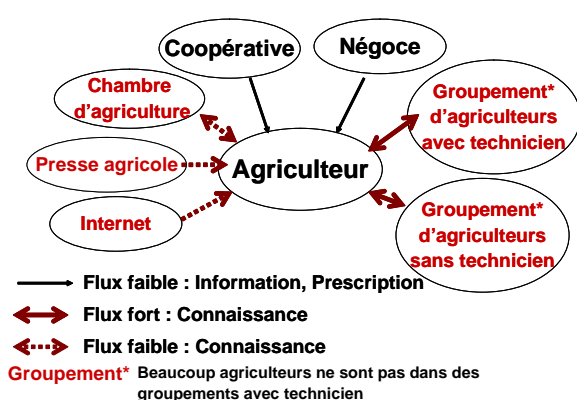 Coopérative
Négoce
Chambre
d'agriculture
Groupement*
d'agriculteurs
avec technicien
Presse agricole
Agriculteur
Internet
Groupement*
d'agriculteurs
sans technicien
Flux faible : Information, Prescription
Flux fort : Connaissance
Flux faible : Connaissance
Groupement* Beaucoup agriculteurs ne sont pas dans des
groupements avec technicien